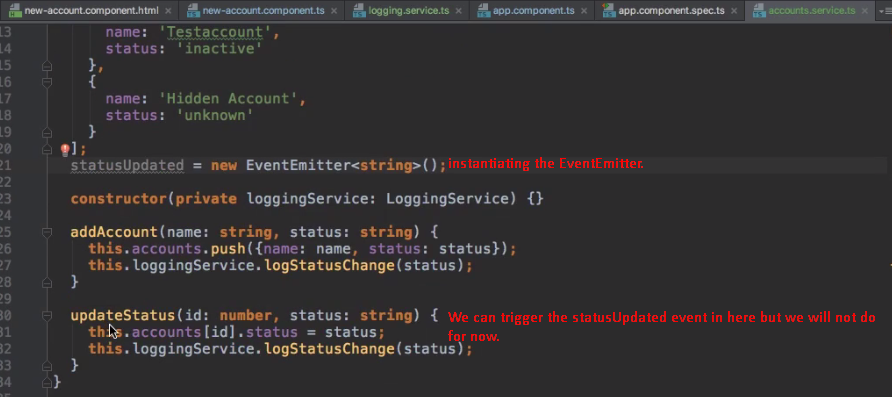 new-account.component.html × new-account.component.ts × logging.service.ts × app.component.ts × app.component.spec.ts × accounts.service.ts ×
13 name: 'Testaccount',
14 status: 'inactive'
15 },
16 {
17 name: 'Hidden Account',
18 status: 'unknown'
19 }
20 ];
21 statusUpdated = new EventEmitter<string>(); instantiating the EventEmitter.
22
23 constructor(private loggingService: LoggingService) {}
24
25 addAccount(name: string, status: string) {
26 this.accounts.push({name: name, status: status});
27 this.loggingService.logStatusChange(status);
28 }
29
30 updateStatus(id: number, status: string) { We can trigger the statusUpdated event in here but we will not do
31 this.accounts[id].status = status; for now.
32 this.loggingService.logStatusChange(status);
33 }
34 }